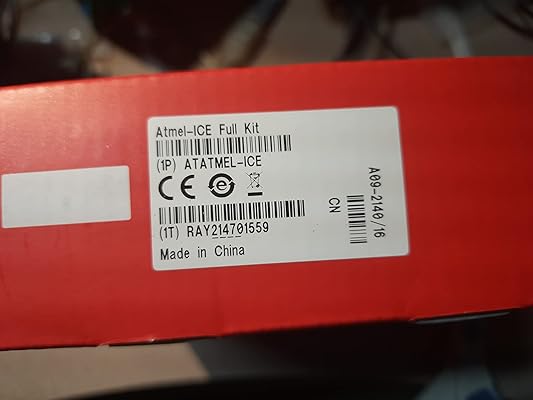 Atmel-ICE Full Kit
(1P) ATATMEL-ICE
CE e
(1T) RAY214701559
Made in China
A09-2140/16
CN